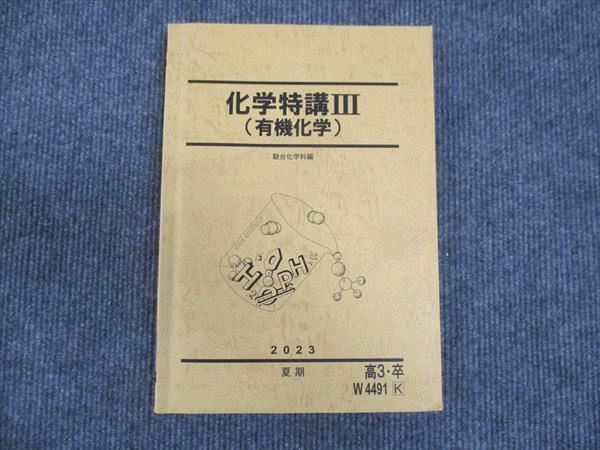 化学特講III
(有機化学)
駿台化学科編
2023
夏期
高3・卒
W4491 K